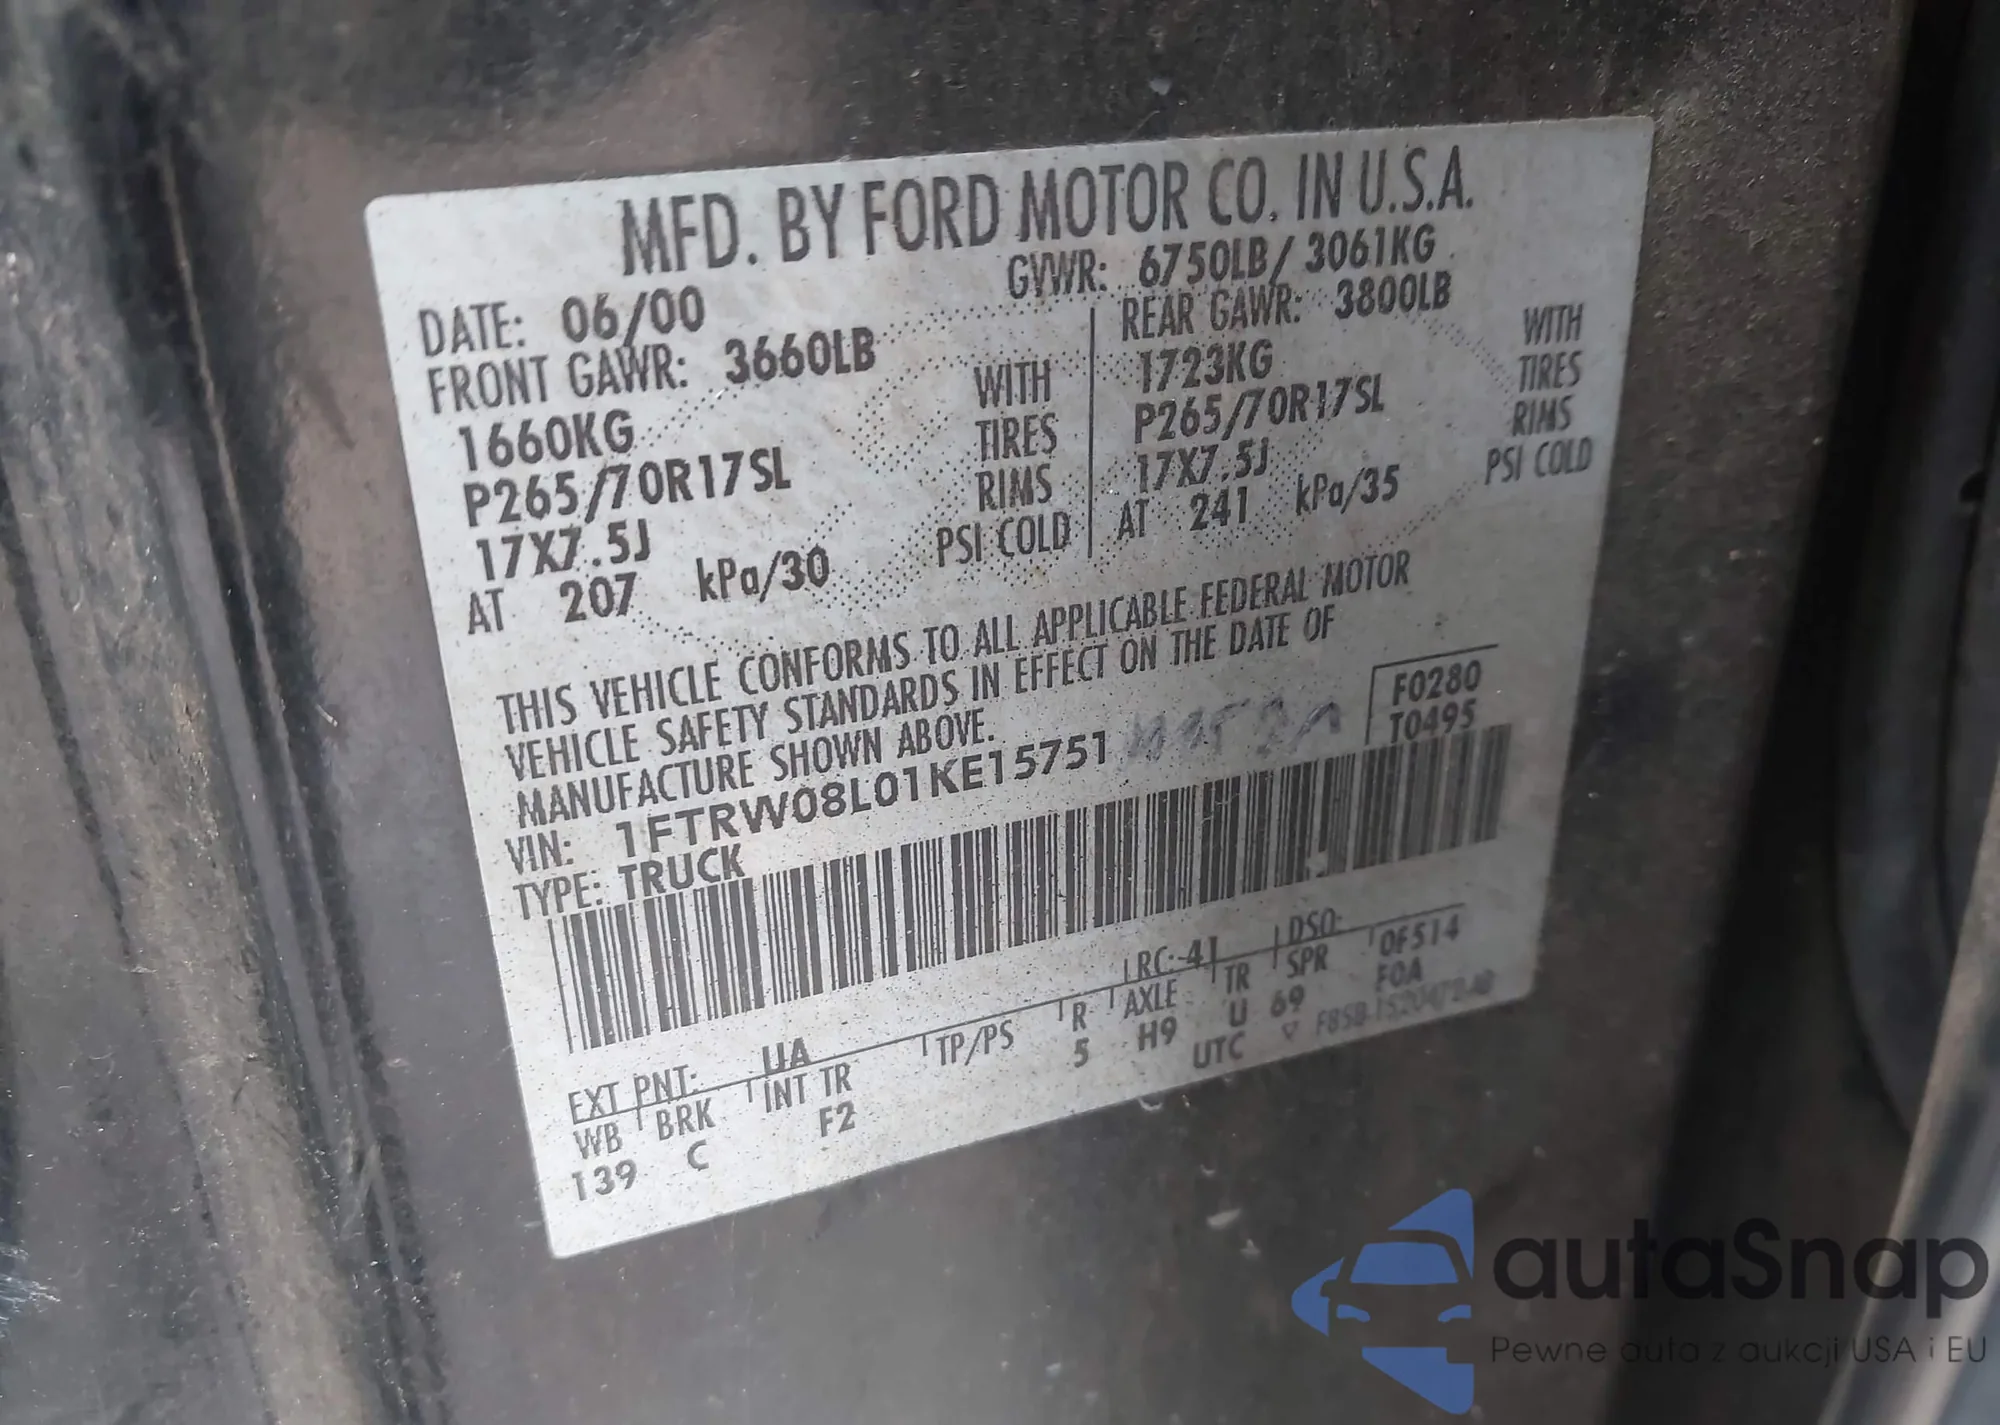 MFD. BY FORD MOTOR CO. IN U.S.A.
DATE: 06/00 GVWR: 6750LB/ 3061KG
FRONT GAWR: 3660LB REAR GAWR: 3800LB
1660KG WITH 1723KG WITH
P265/70R17SL TIRES P265/70R17SL TIRES
17X7.5J RIMS 17X7.5J RIMS
AT 207 kPa/30 PSI COLD AT 241 kPa/35 PSI COLD
THIS VEHICLE CONFORMS TO ALL APPLICABLE FEDERAL MOTOR
VEHICLE SAFETY STANDARDS IN EFFECT ON THE DATE OF
MANUFACTURE SHOWN ABOVE.
F0280
VIN: 1FTRW08L01KE15751 T0495
TYPE: TRUCK
EXT PNT: UA RC: 41 DSO:
WB BRK INT TR TP/PS R AXLE TR SPR 0F514
139 C F2 5 H9 U 69 F0A
UTC
autaSnap
Pewne auta z aukcji USA i EU